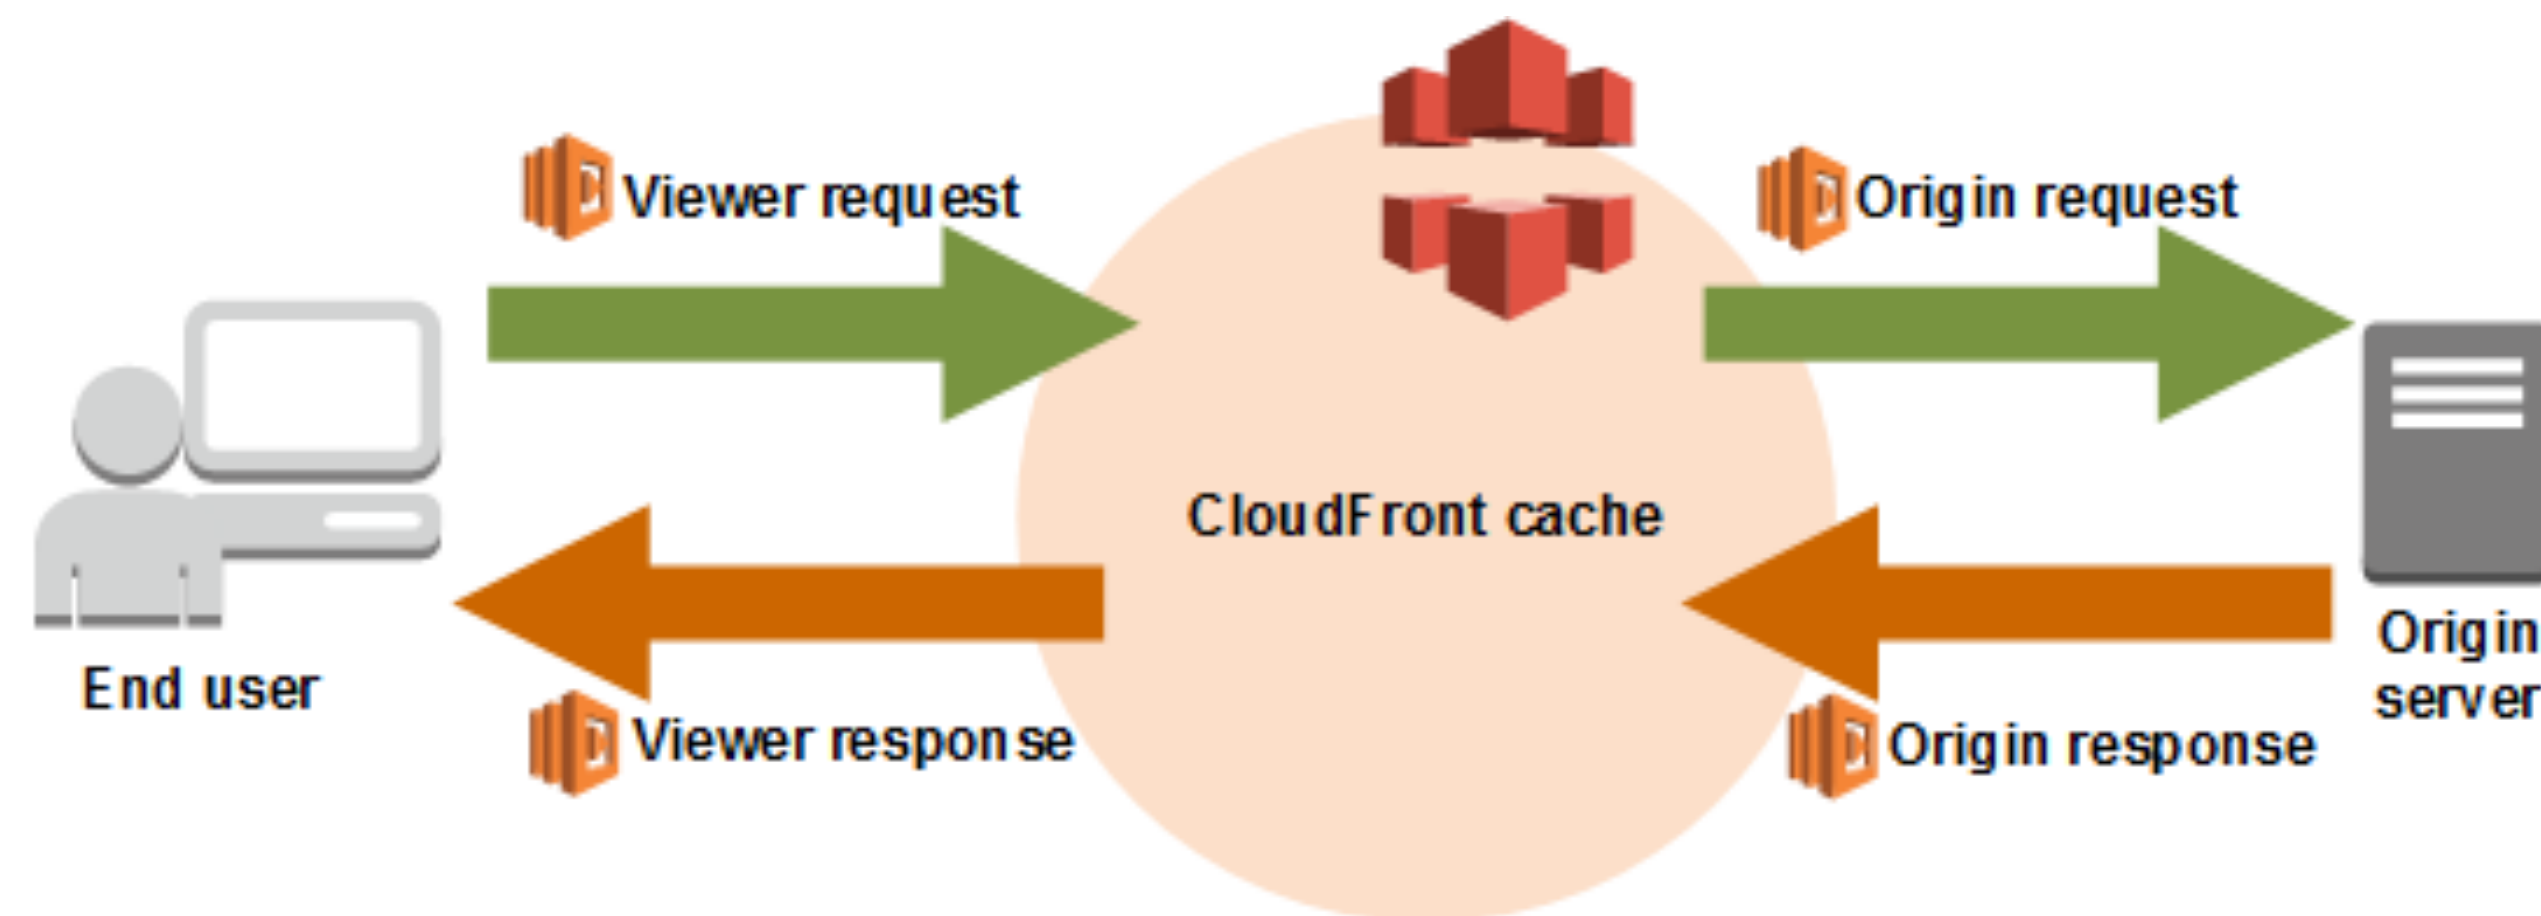 Viewer request
Origin request
CloudFront cache
End user
Origin
server
Viewer response
Origin response